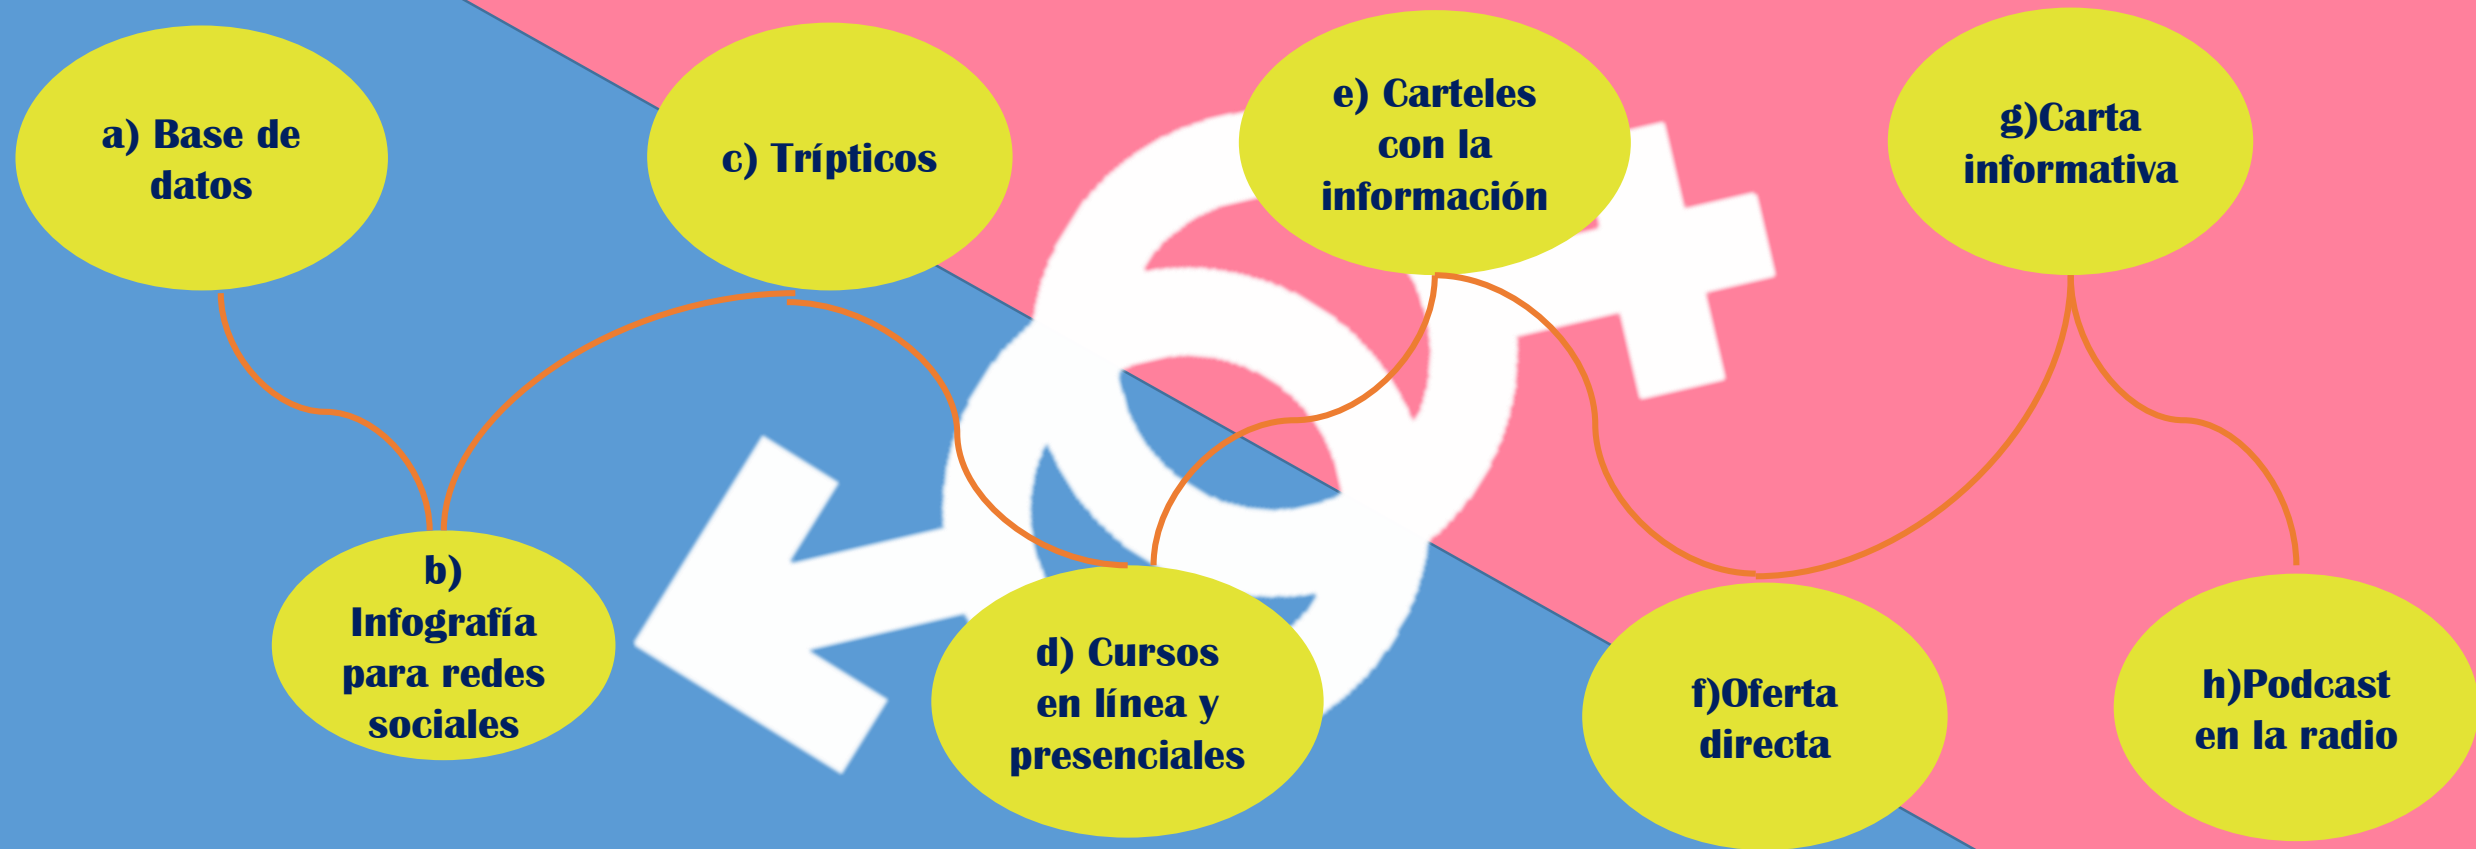 a) Base de
datos
b)
Infografía
para redes
sociales
c) Trípticos
d) Cursos
en línea y
presenciales
e) Carteles
con la
información
f)Oferta
directa
g)Carta
informativa
h)Podcast
en la radio